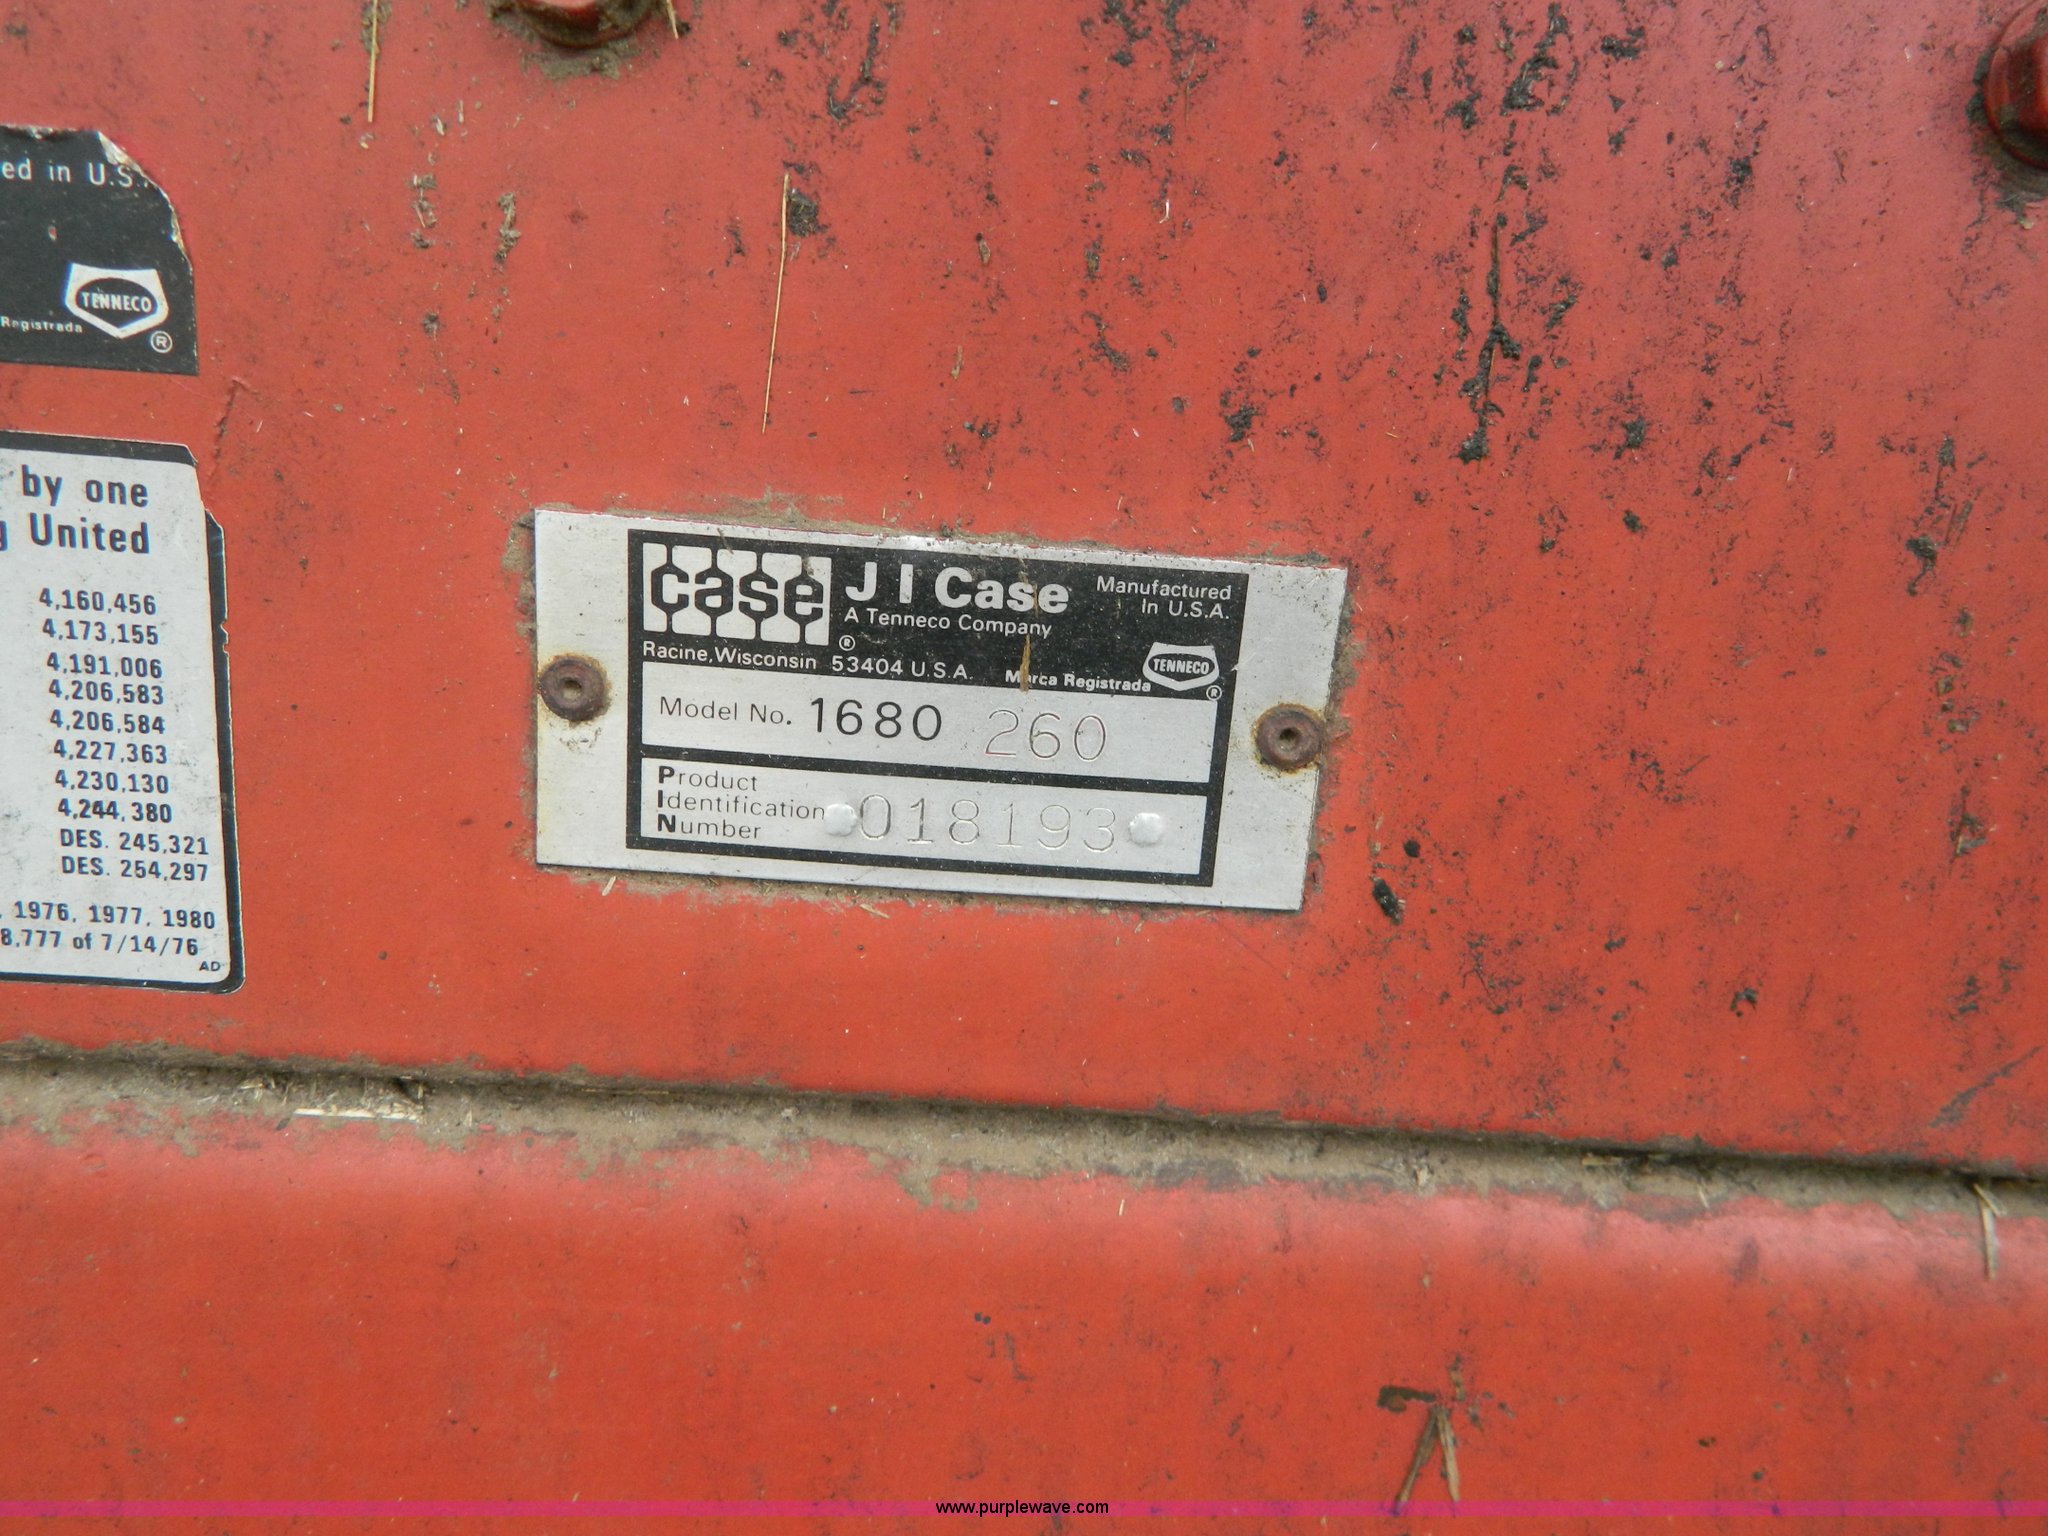 ed in U.S.
TENNECO
Registrada
®
by one
United
4,160,456
4,173,155
4,191,006
4,206,583
4,206,584
4,227,363
4,230,130
4,244,380
DES. 245,321
DES. 254,297
, 1976, 1977, 1980
8,777 of 7/14/76
AD
case
®
J I Case
A Tenneco Company
Manufactured
In U.S.A.
Racine, Wisconsin 53404 U.S.A.
Marca Registrada
TENNECO
®
Model No. 1680 260
Product
Identification
Number
018193
www.purplewave.com